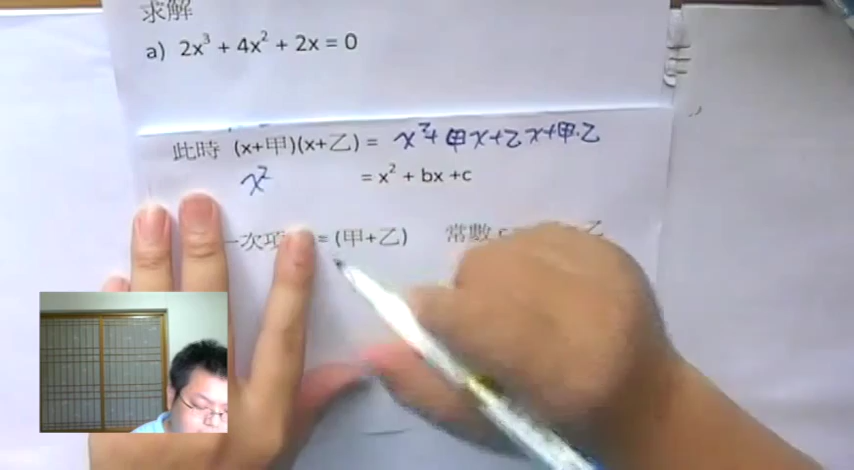 求解
a) 2x³ + 4x² + 2x = 0
此時 (x+甲)(x+乙) = x²+甲x+乙x+甲·乙
x² = x² + bx +c
一次項 = (甲+乙) 常數 c 乙